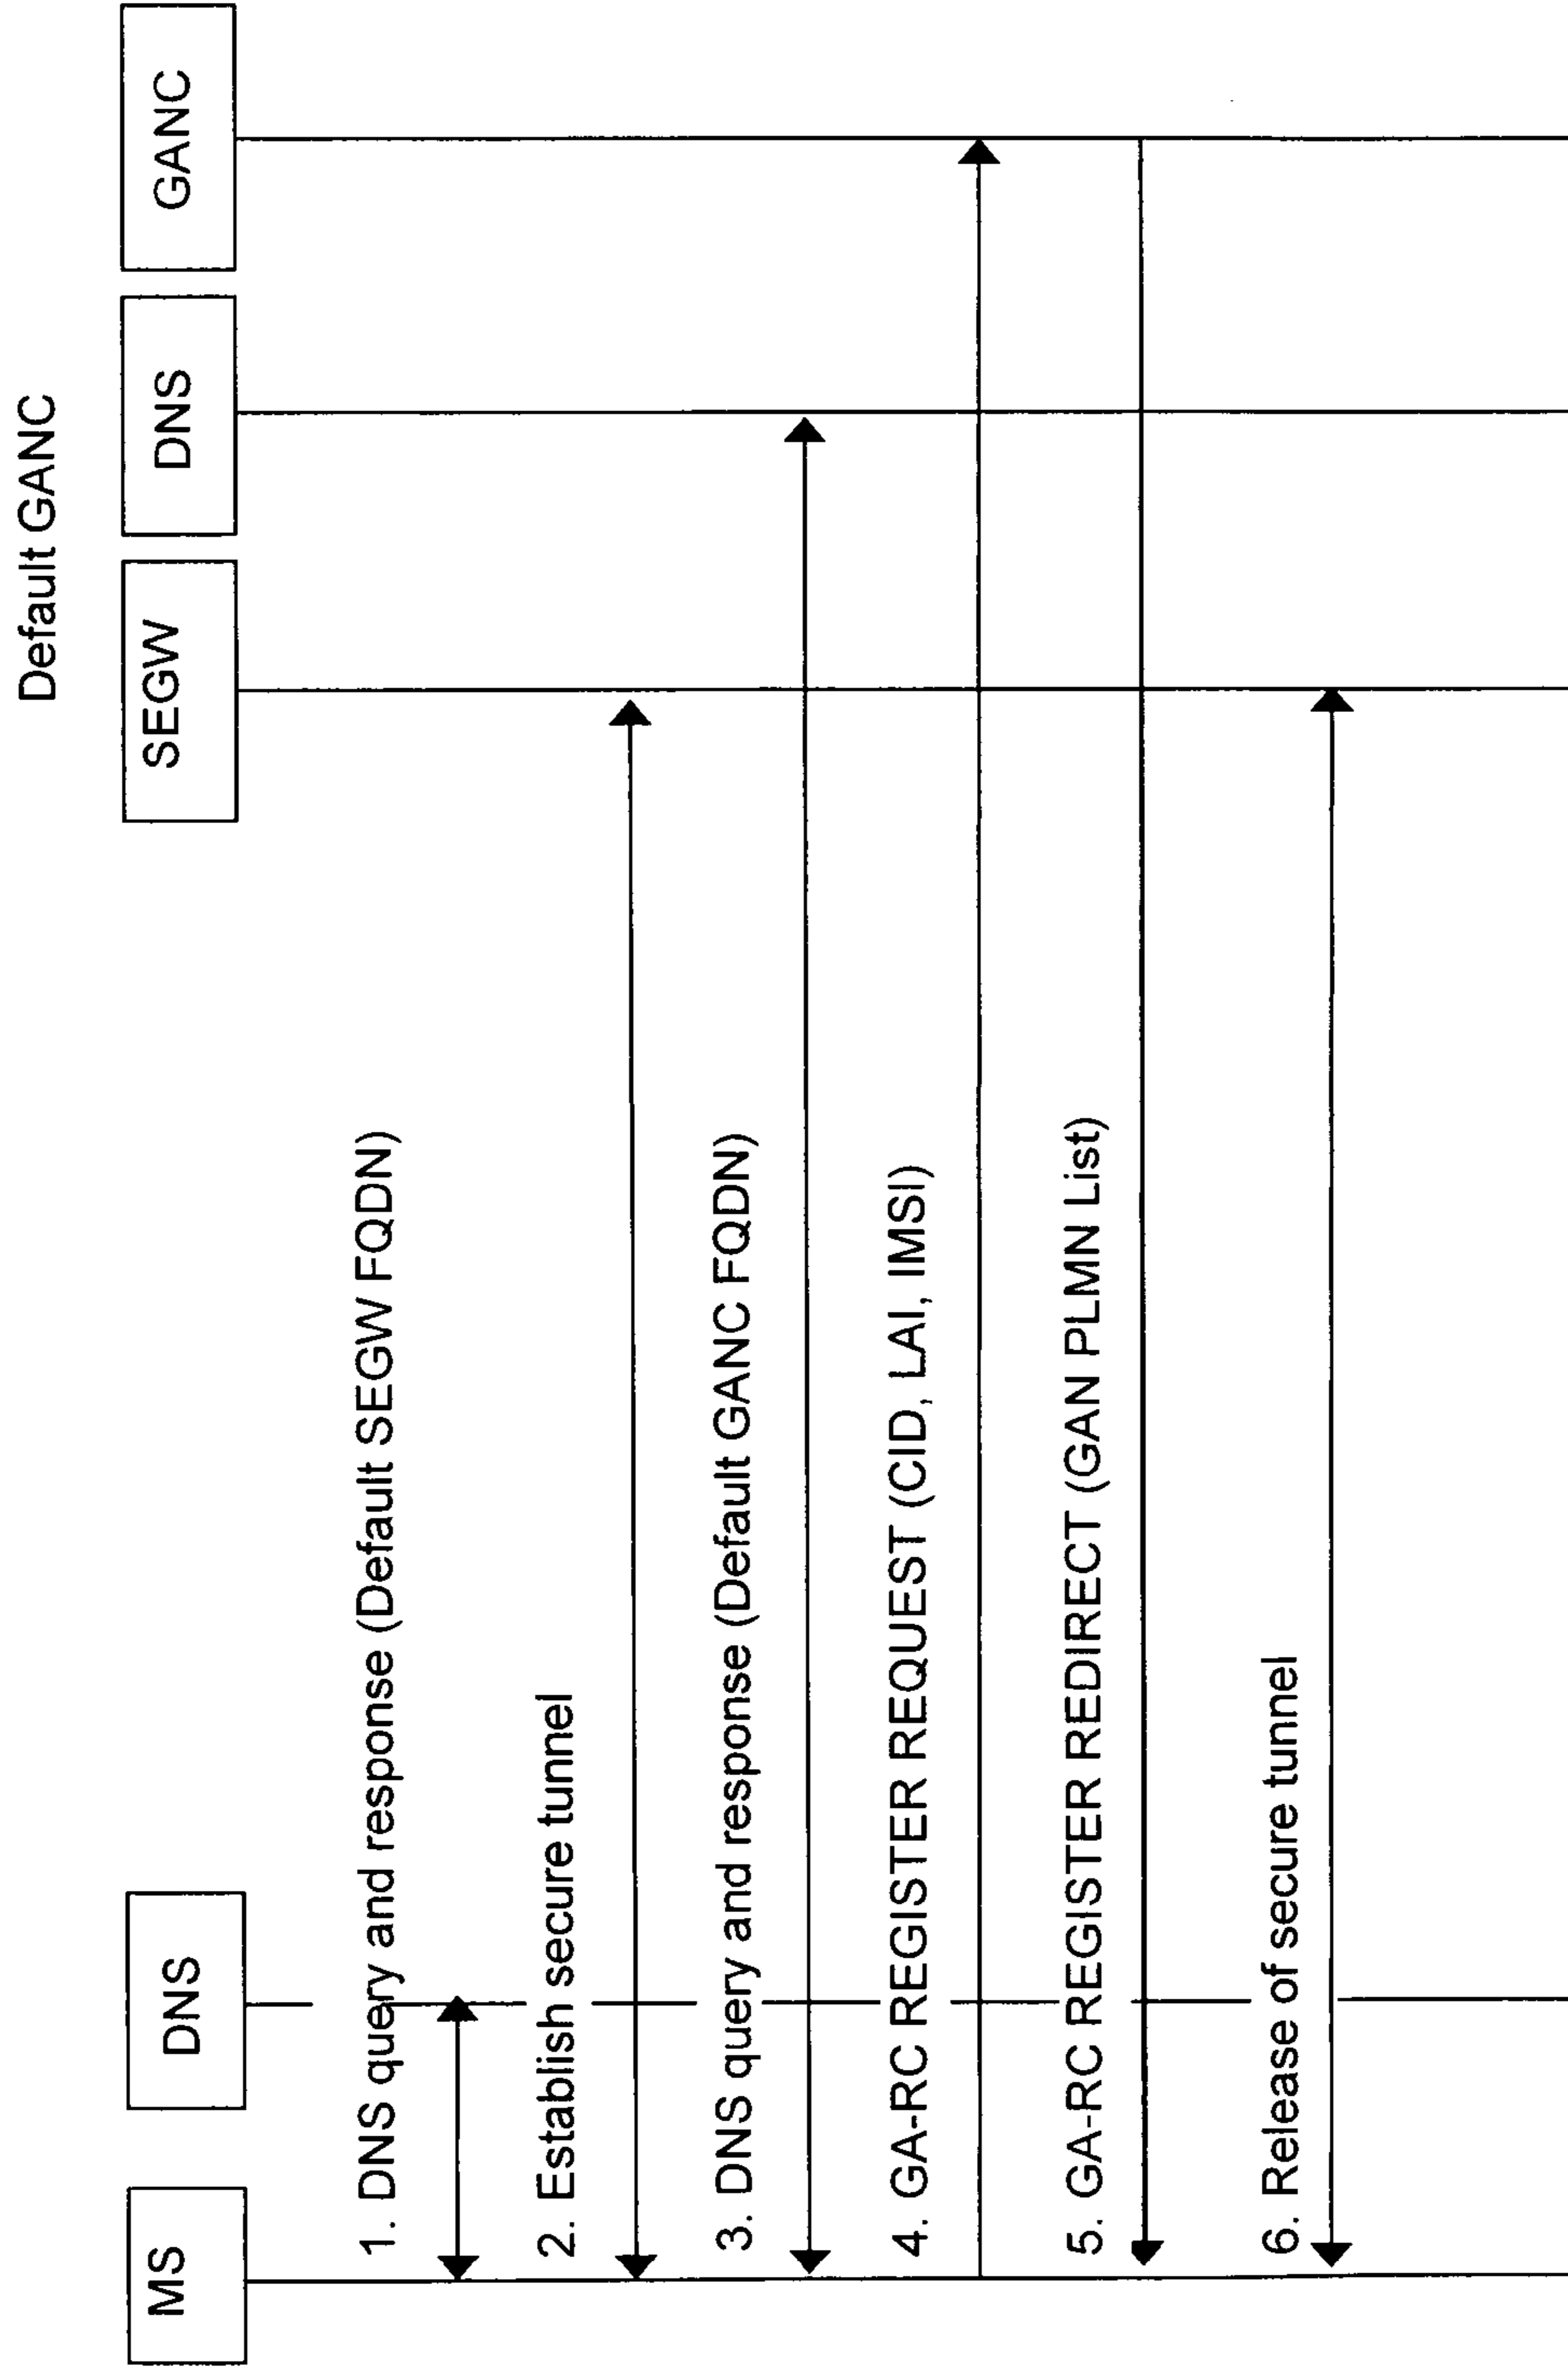 Default GANC
MS
DNS
SEGW
DNS
GANC
1. DNS query and response (Default SEGW FQDN)
2. Establish secure tunnel
3. DNS query and response (Default GANC FQDN)
4. GA-RC REGISTER REQUEST (CID, LAI, IMSI)
5. GA-RC REGISTER REDIRECT (GAN PLMN List)
6. Release of secure tunnel